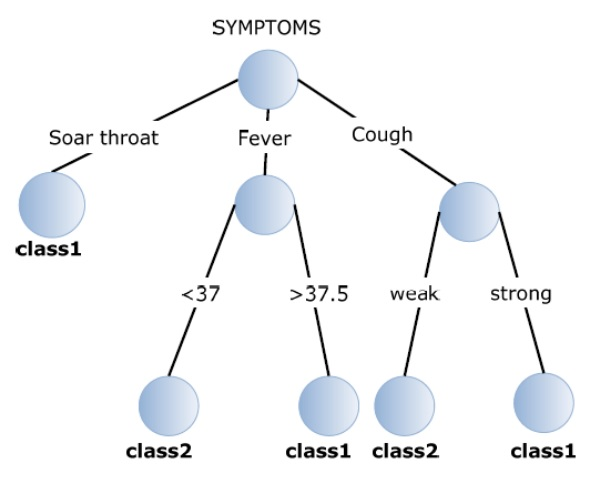 SYMPTOMS
Soar throat
Fever
Cough
class1
<37
>37.5
weak
strong
class2
class1
class2
class1